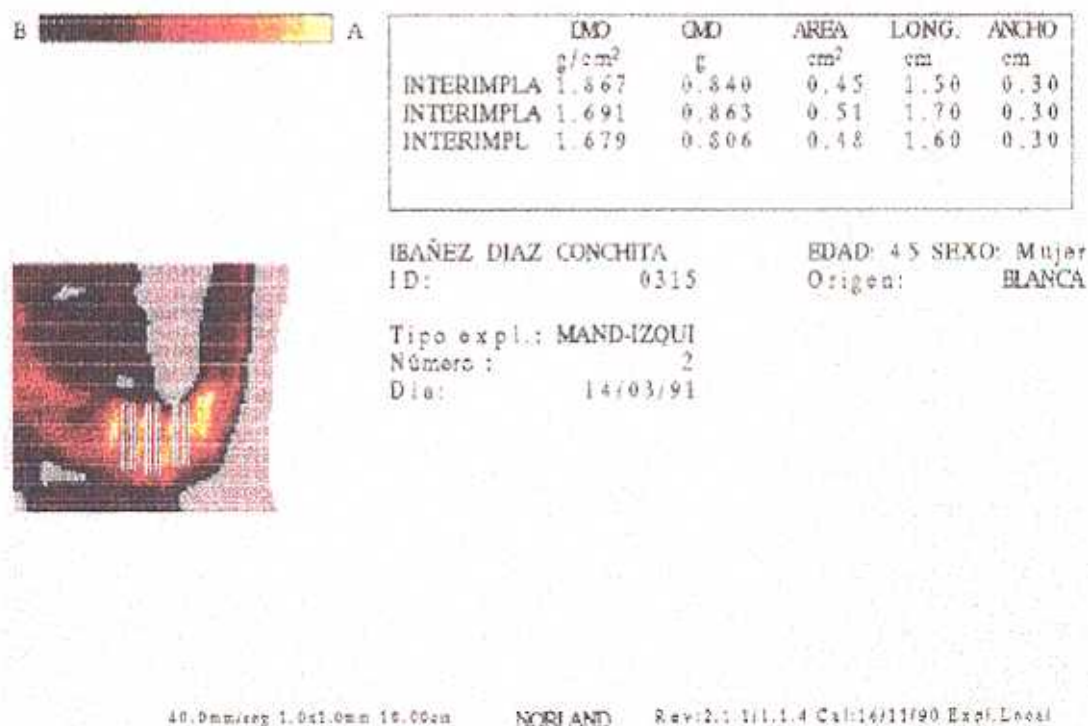 B A
DMO CMO AREA LONG. ANCHO
g/cm² g cm² cm cm
INTERIMPLA 1.867 0.840 0.45 1.50 0.30
INTERIMPLA 1.691 0.863 0.51 1.70 0.30
INTERIMPL 1.679 0.806 0.48 1.60 0.30
IBAÑEZ DIAZ CONCHITA EDAD: 45 SEXO: Mujer
ID: 0315 Origen: BLANCA
Tipo expl.: MAND-IZQUI
Número : 2
Dia: 14/03/91
40.0mm/seg 1.0x1.0mm 10.00cm NORLAND Rev:2.1.1/1.1.4 Cal:14/11/90 Expl.Local